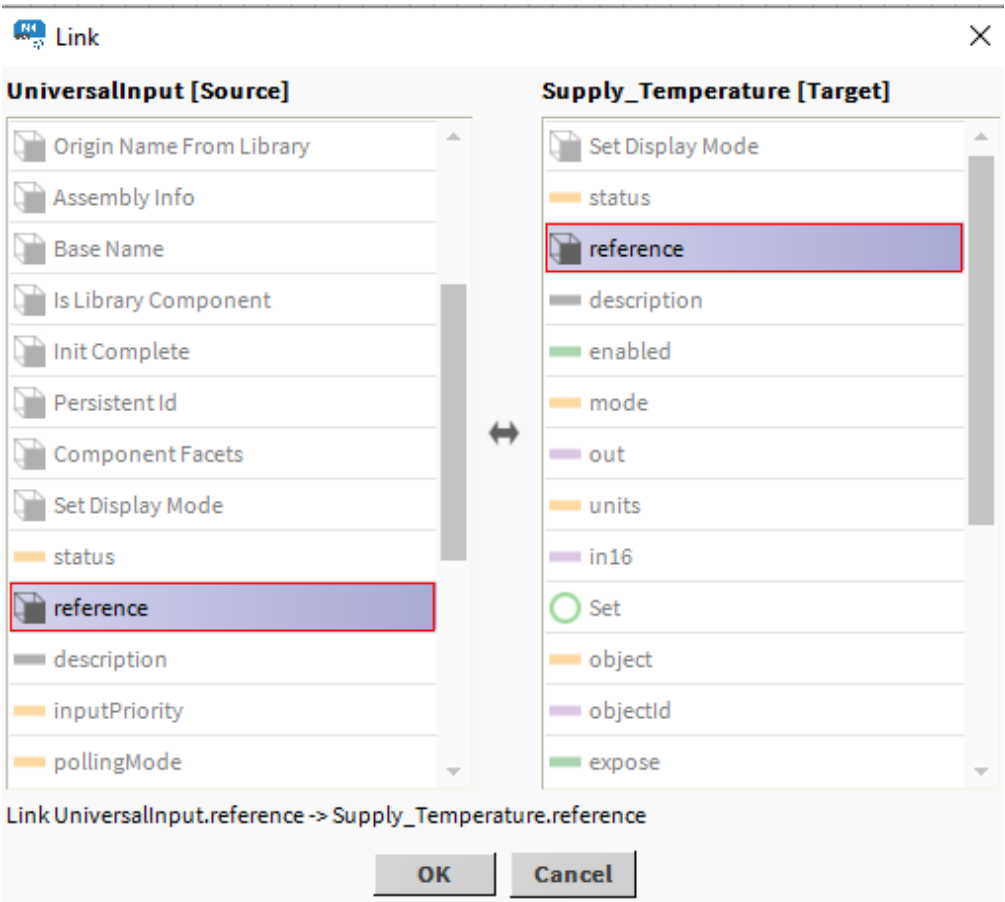 N4
Link
UniversalInput [Source]
Origin Name From Library
Assembly Info
Base Name
Is Library Component
Init Complete
Persistent Id
Component Facets
Set Display Mode
status
reference
description
inputPriority
pollingMode
Supply_Temperature [Target]
Set Display Mode
status
reference
description
enabled
mode
out
units
in16
Set
object
objectId
expose
Link UniversalInput.reference -> Supply_Temperature.reference
OK
Cancel